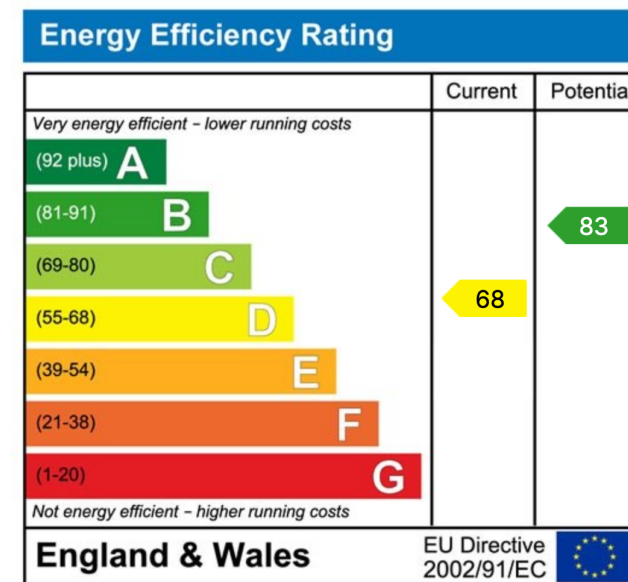 Energy Efficiency Rating
Current Potentia
Very energy efficient – lower running costs
(92 plus) A
(81-91) B
83
(69-80) C
68
(55-68) D
(39-54) E
(21-38) F
(1-20) G
Not energy efficient – higher running costs
England & Wales
EU Directive
2002/91/EC